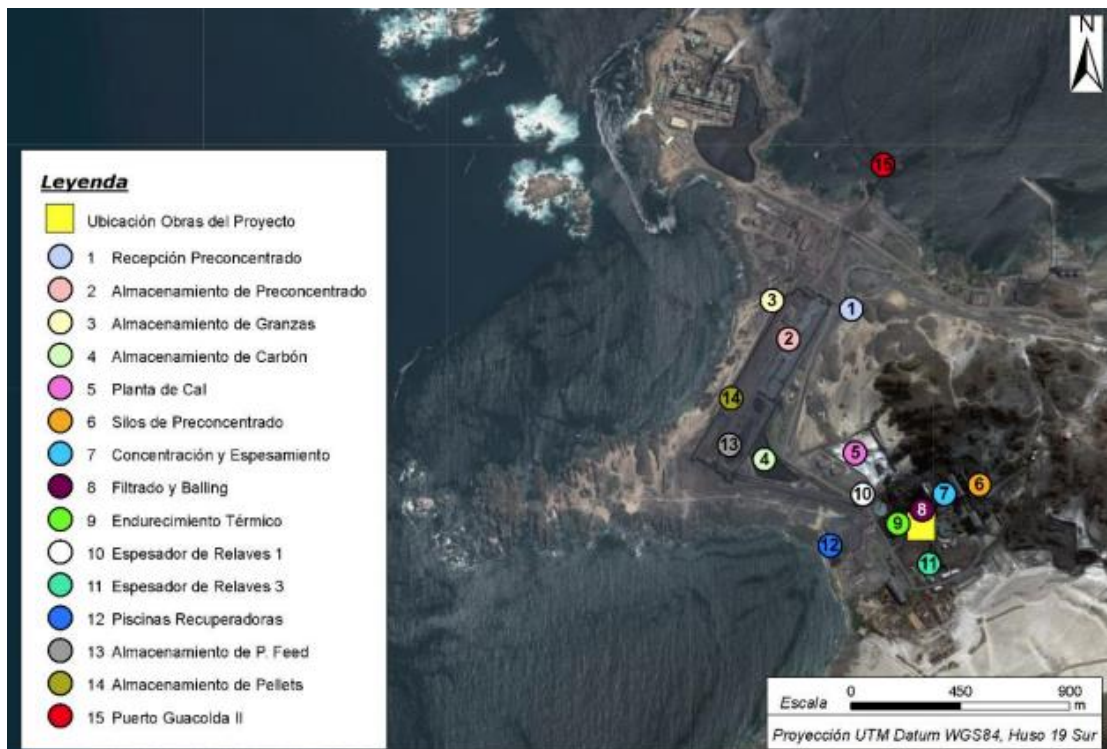 N
15
Leyenda
Ubicación Obras del Proyecto
1 Recepción Preconcentrado
2 Almacenamiento de Preconcentrado
3 Almacenamiento de Granzas
4 Almacenamiento de Carbón
5 Planta de Cal
6 Silos de Preconcentrado
7 Concentración y Espesamiento
8 Filtrado y Balling
9 Endurecimiento Térmico
10 Espesador de Relaves 1
11 Espesador de Relaves 3
12 Piscinas Recuperadoras
13 Almacenamiento de P. Feed
14 Almacenamiento de Pellets
15 Puerto Guacolda II
3
1
2
14
13
4
5
10
7
6
8
9
12
11
Escala 0 450 900 m
Proyección UTM Datum WGS84, Huso 19 Sur